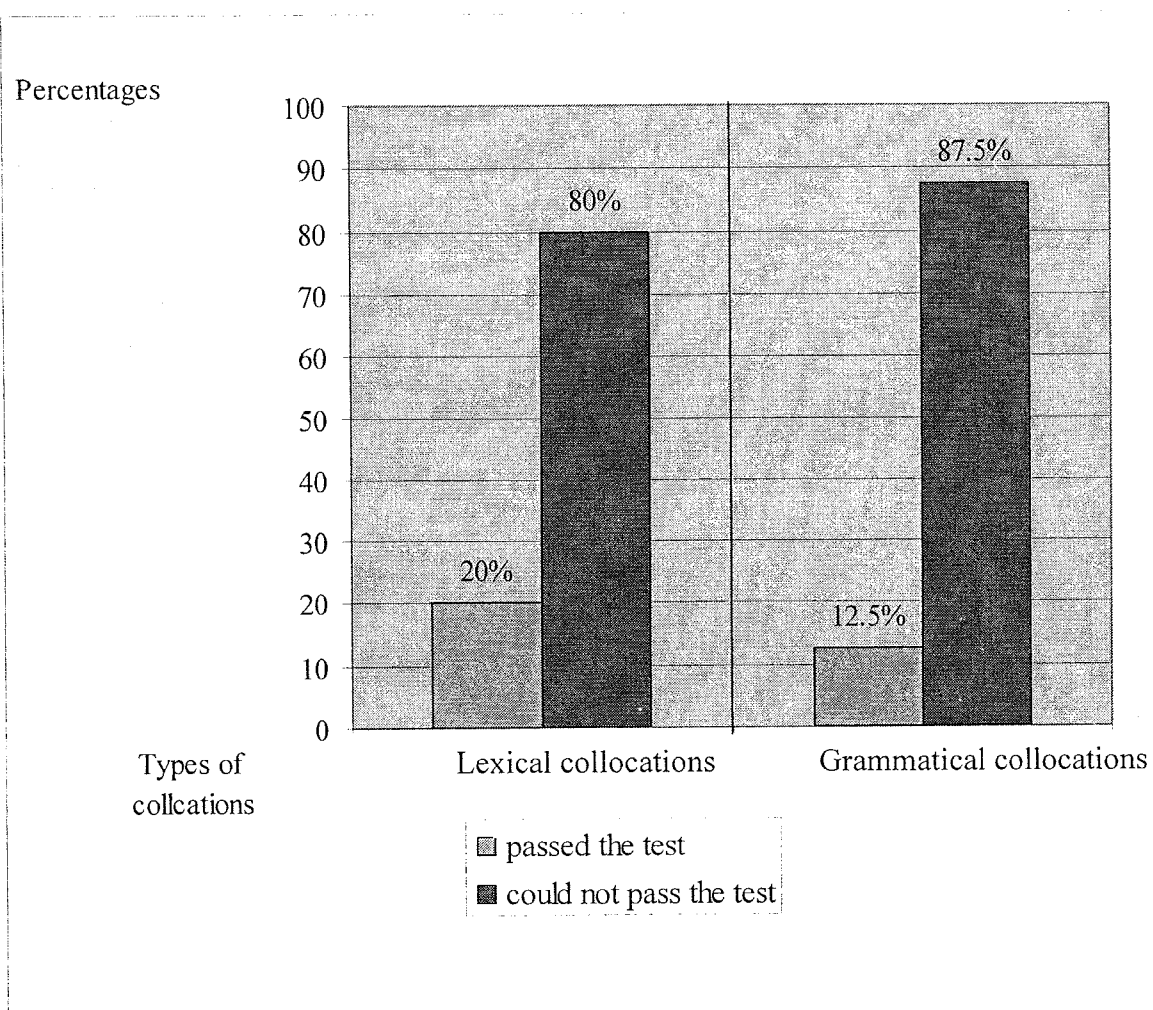 Percentages
100
90
80
70
60
50
40
30
20
10
0
80%
87.5%
20%
12.5%
Types of
collcations
Lexical collocations
Grammatical collocations
passed the test
could not pass the test